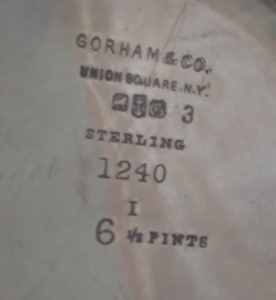 GORHAM & CO.
UNION SQUARE. N.Y.
3
STERLING
1240
I
6 ½ PINTS